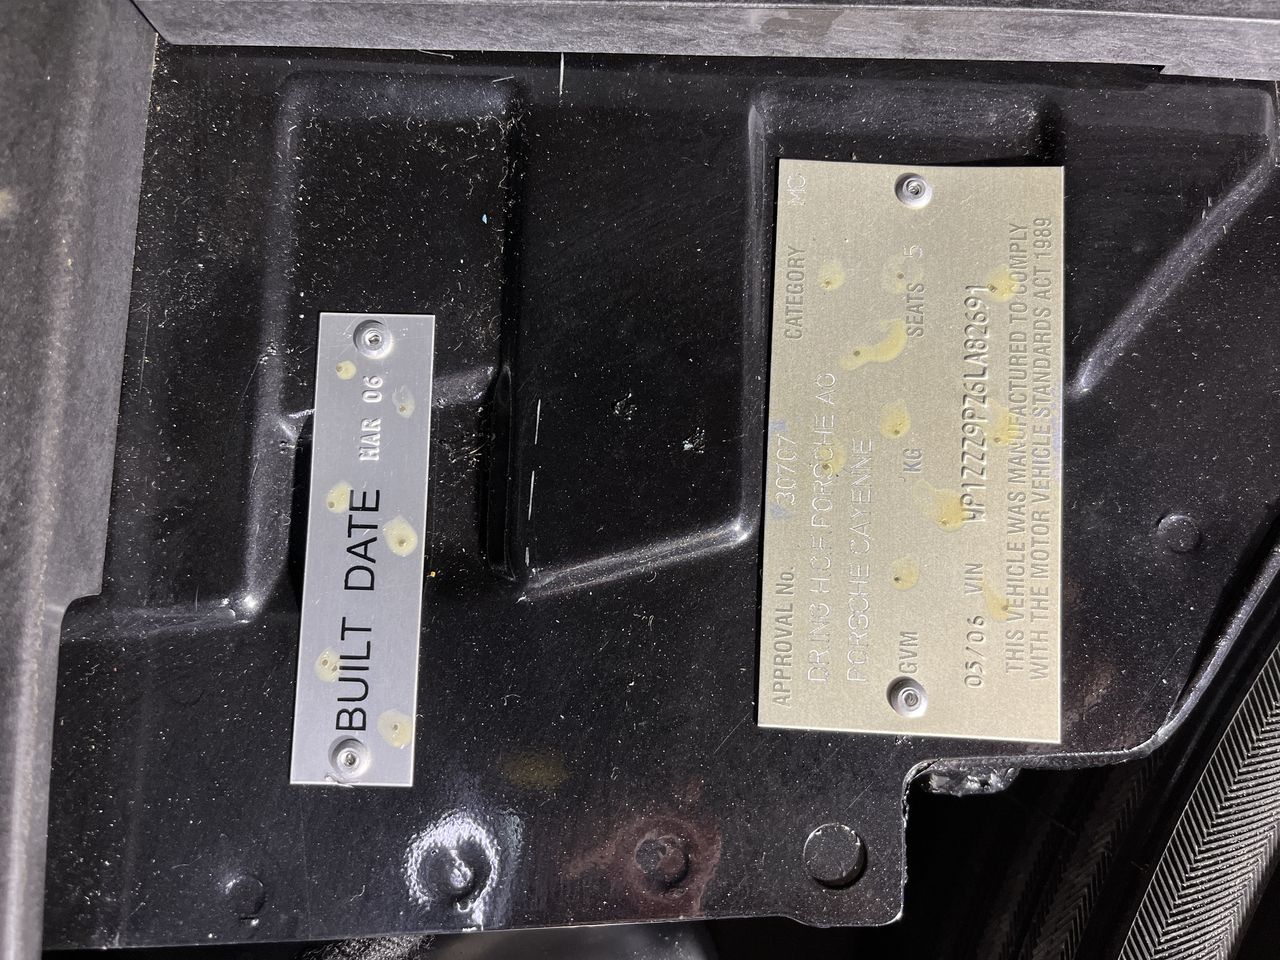 BUILT DATE MAR 06
APPROVAL No. 30707 CATEGORY MC
DR.ING H.C.F.PORSCHE AG
PORSCHE CAYENNE
GVM KG SEATS 5
05/06 VIN WP1ZZZ9PZ6LA82691
THIS VEHICLE WAS MANUFACTURED TO COMPLY
WITH THE MOTOR VEHICLE STANDARDS ACT 1989